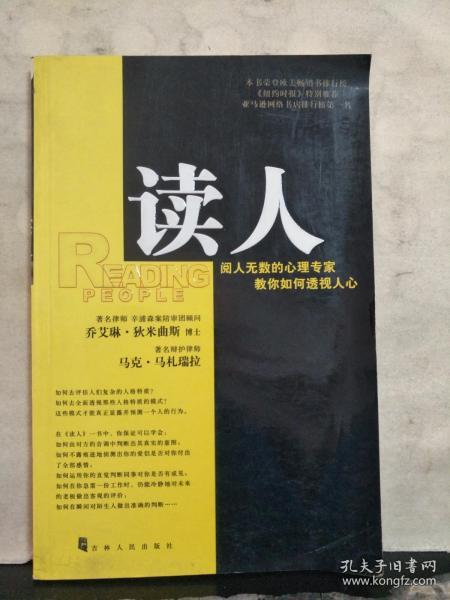 本书荣登欧美畅销书排行榜
《纽约时报》特别推荐
亚马逊网络书店排行榜第一名
读人
READING
PEOPLE
阅人无数的心理专家
教你如何透视人心
著名律师 辛浦森案陪审团顾问
乔艾琳·狄米曲斯 博士
著名辩护律师
马克·马札瑞拉
如何去评估人们复杂的人格特质？
如何去全面透视那些人格特质的模式？
这些模式才能真正显露并预测一个人的行为。
在《读人》一书中，你保证可以学会：
如何由对方的音调中判断出其真实的意图；
如何不露痕迹地侦测出你的爱侣是否对你付出
了全部感情；
如何运用你的直觉判断同事对你是否有成见；
如何在你急需一份工作时，仍能冷静地对未来
的老板做出客观的评价；
如何在瞬间对陌生人做出准确的判断……
吉林人民出版社
孔夫子旧书网
www.kongfz.com